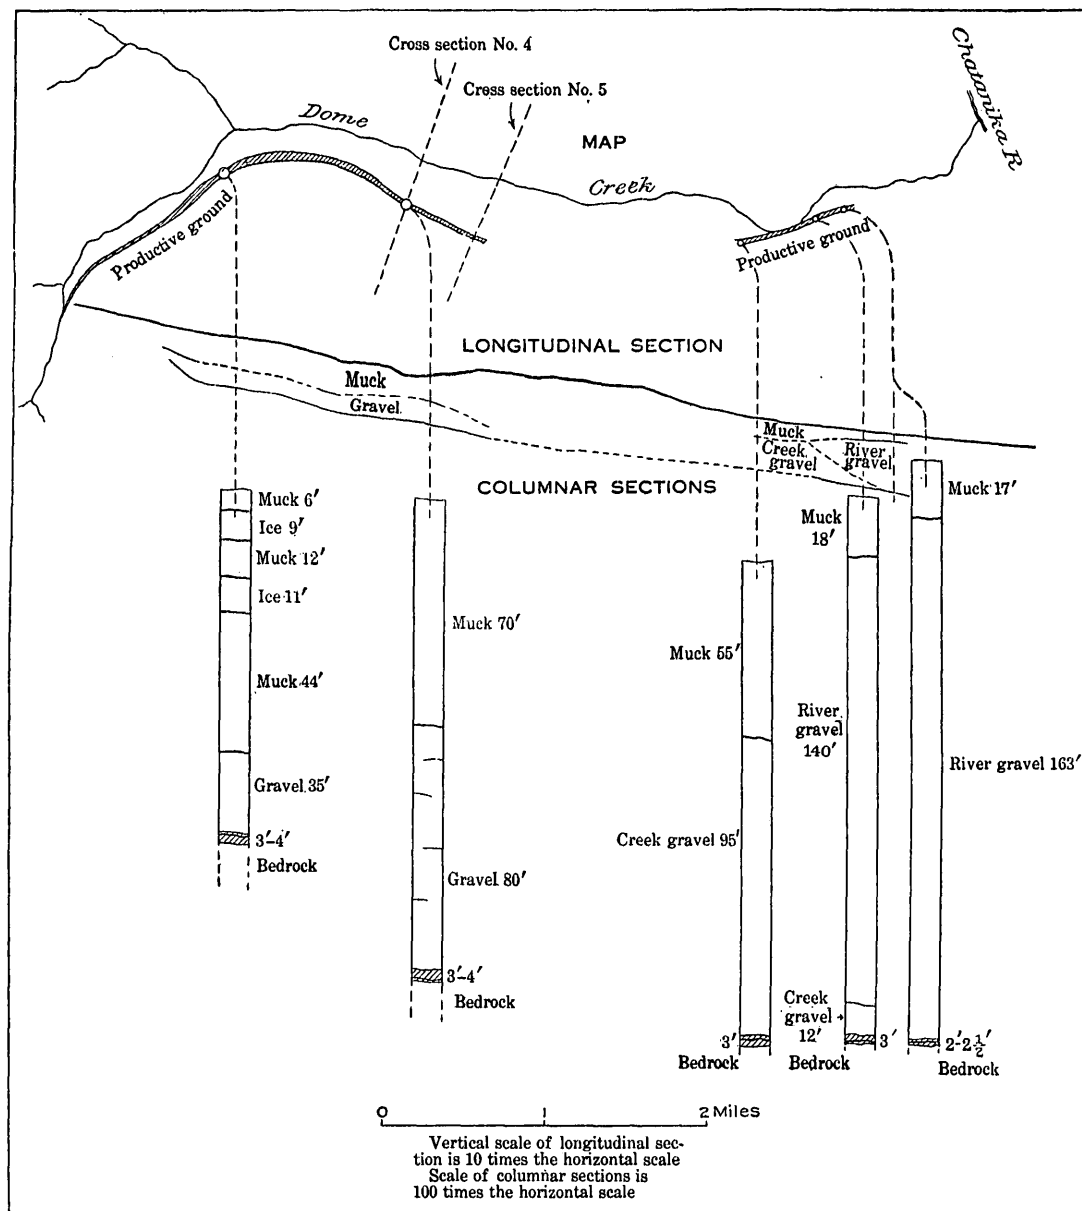 Cross section No. 4
Cross section No. 5
Chatanika R
Dome
MAP
Creek
Productive ground
Productive ground
LONGITUDINAL SECTION
Muck
Gravel
Muck
Creek
gravel
River
gravel
COLUMNAR SECTIONS
Muck 6'
Ice 9'
Muck 12'
Ice 11'
Muck 44'
Gravel 35'
3'-4'
Bedrock
Muck 70'
Gravel 80'
3'-4'
Bedrock
Muck 55'
Creek gravel 95'
3'
Bedrock
Muck
18'
River
gravel
140'
Creek
gravel
12'
3'
Bedrock
Muck 17'
River gravel 163'
2'-2½'
Bedrock
0 1 2 Miles
Vertical scale of longitudinal sec-
tion is 10 times the horizontal scale
Scale of columnar sections is
100 times the horizontal scale